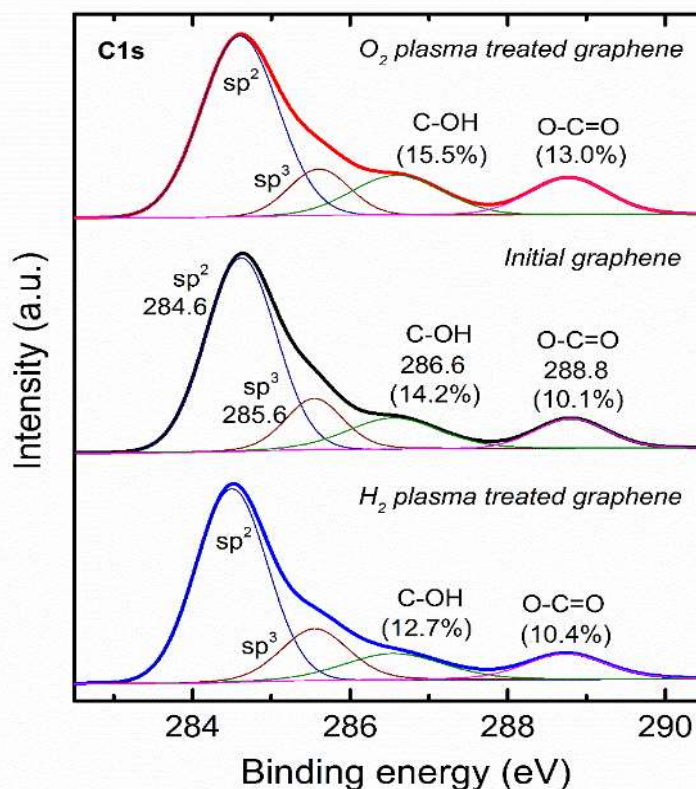 C1s
O₂ plasma treated graphene
sp²
C-OH
(15.5%)
O-C=O
(13.0%)
sp³
Initial graphene
sp²
284.6
C-OH
286.6
(14.2%)
O-C=O
288.8
(10.1%)
sp³
285.6
H₂ plasma treated graphene
sp²
C-OH
(12.7%)
O-C=O
(10.4%)
sp³
Intensity (a.u.)
284
286
288
290
Binding energy (eV)